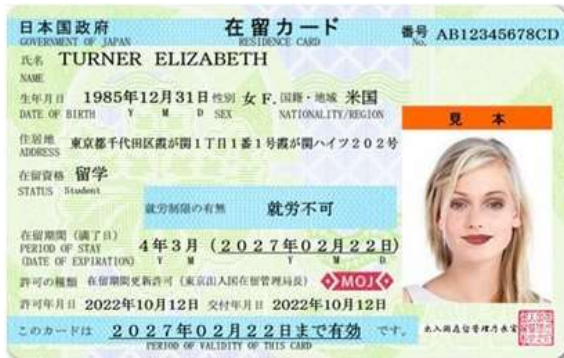 日本国政府 在留カード 番号 AB12345678CD
GOVERNMENT OF JAPAN RESIDENCE CARD No.
氏名 TURNER ELIZABETH
NAME
生年月日 1985年12月31日 性別 女 F. 国籍・地域 米国
DATE OF BIRTH Y M D SEX NATIONALITY/REGION
見 本
住居地 東京都千代田区霞が関1丁目1番1号霞が関ハイツ202号
ADDRESS
在留資格 留学
STATUS Student
就労制限の有無 就労不可
在留期間(満了日) 4年3月(2027年02月22日)
PERIOD OF STAY
(DATE OF EXPIRATION) Y M Y M D
許可の種類 在留期間更新許可(東京出入国在留管理局長) MOJ
許可年月日 2022年10月12日 交付年月日 2022年10月12日
このカードは 2027年02月22日まで有効 です。
PERIOD OF VALIDITY OF THIS CARD
出入国在留管理庁長官